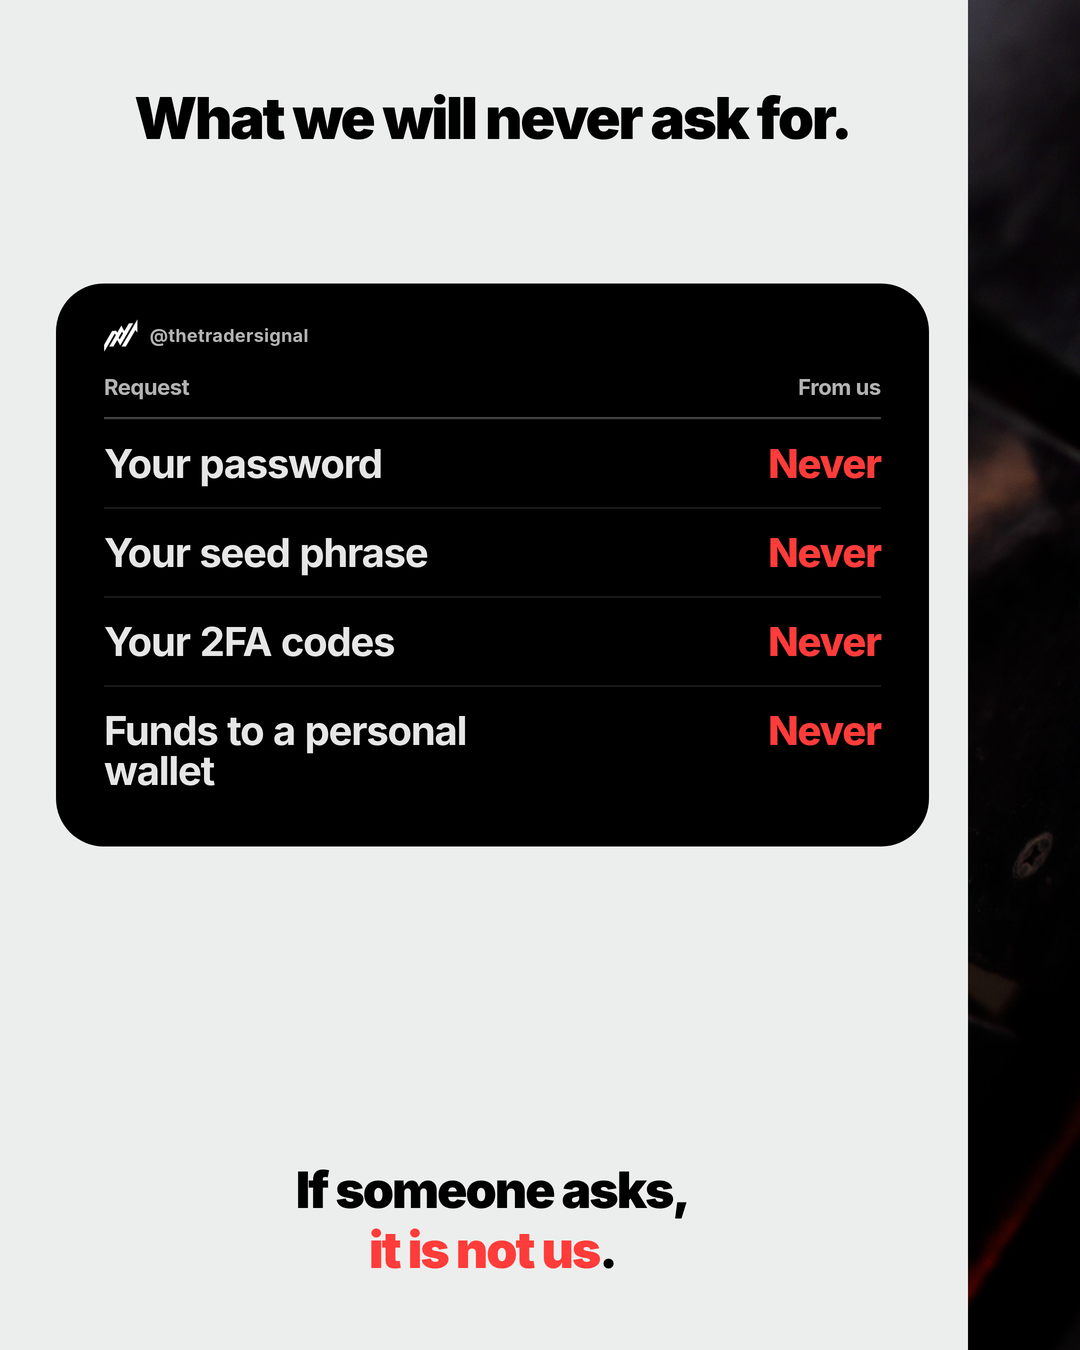 What we will never ask for.
@thetradersignal
Request From us
Your password Never
Your seed phrase Never
Your 2FA codes Never
Funds to a personal Never
wallet
If someone asks,
it is not us.